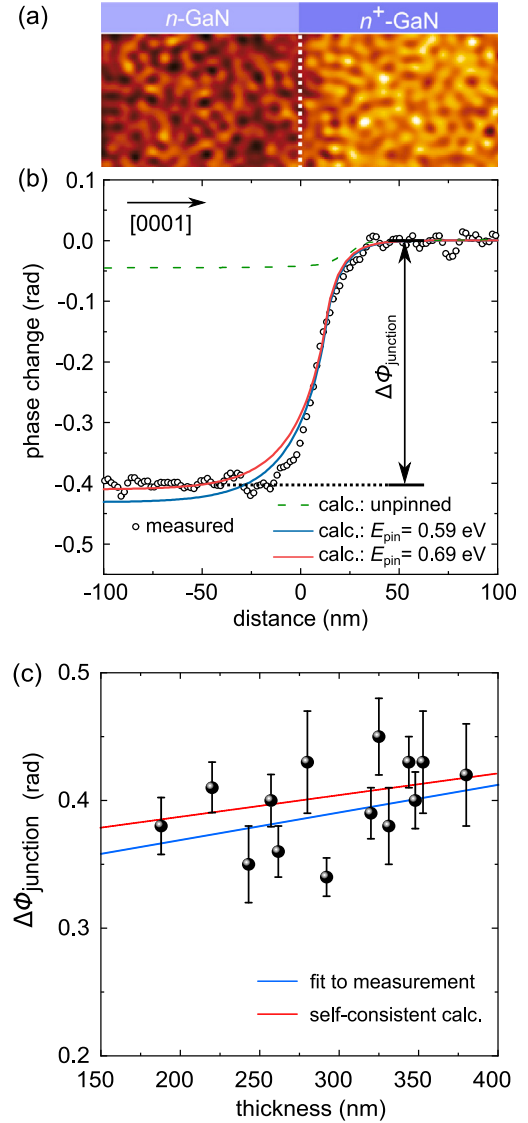 (a)
n-GaN n⁺-GaN
(b)
0.1
0.0
-0.1
-0.2
-0.3
-0.4
-0.5
phase change (rad)
[0001]
ΔΦjunction
measured
calc.: unpinned
calc.: Epin= 0.59 eV
calc.: Epin= 0.69 eV
-100 -50 0 50 100
distance (nm)
(c)
0.5
0.4
0.3
0.2
ΔΦjunction (rad)
fit to measurement
self-consistent calc.
150 200 250 300 350 400
thickness (nm)